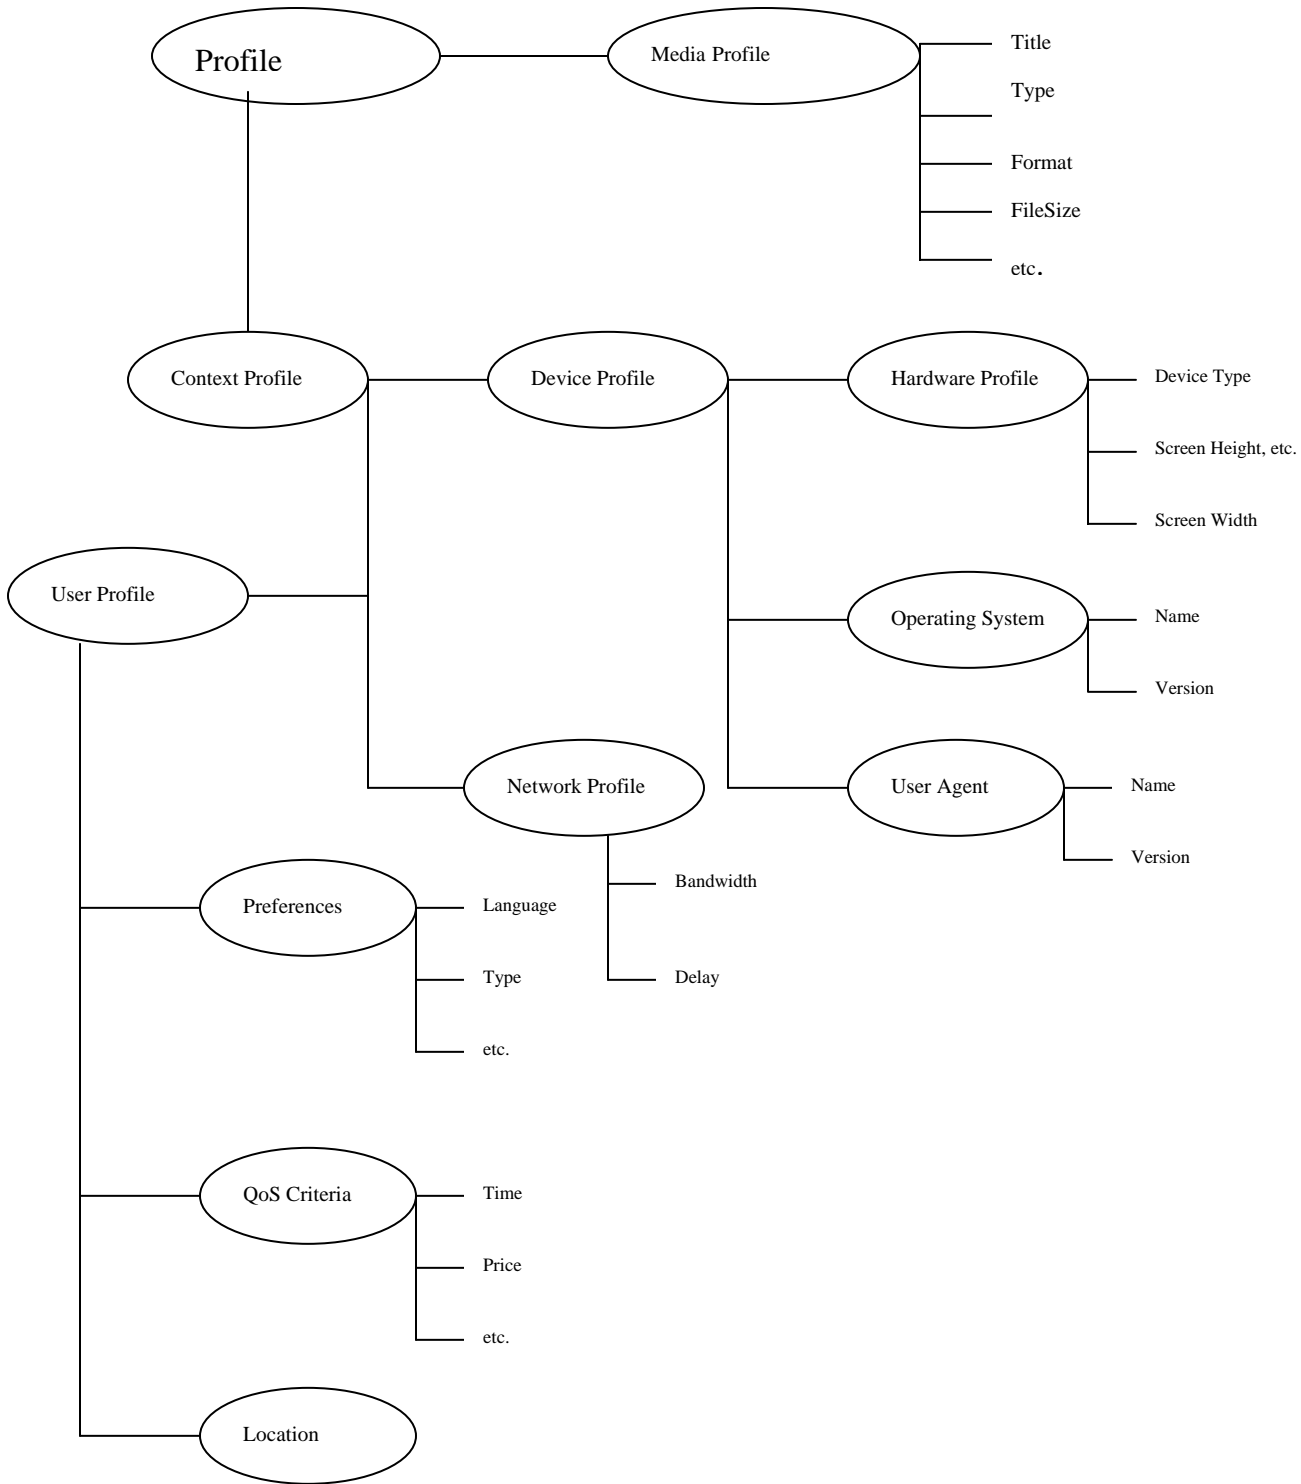 Profile
Media Profile
Title
Type
Format
FileSize
etc.
Context Profile
Device Profile
Hardware Profile
Device Type
Screen Height, etc.
Screen Width
User Profile
Operating System
Name
Version
Network Profile
User Agent
Name
Version
Bandwidth
Delay
Preferences
Language
Type
etc.
QoS Criteria
Time
Price
etc.
Location